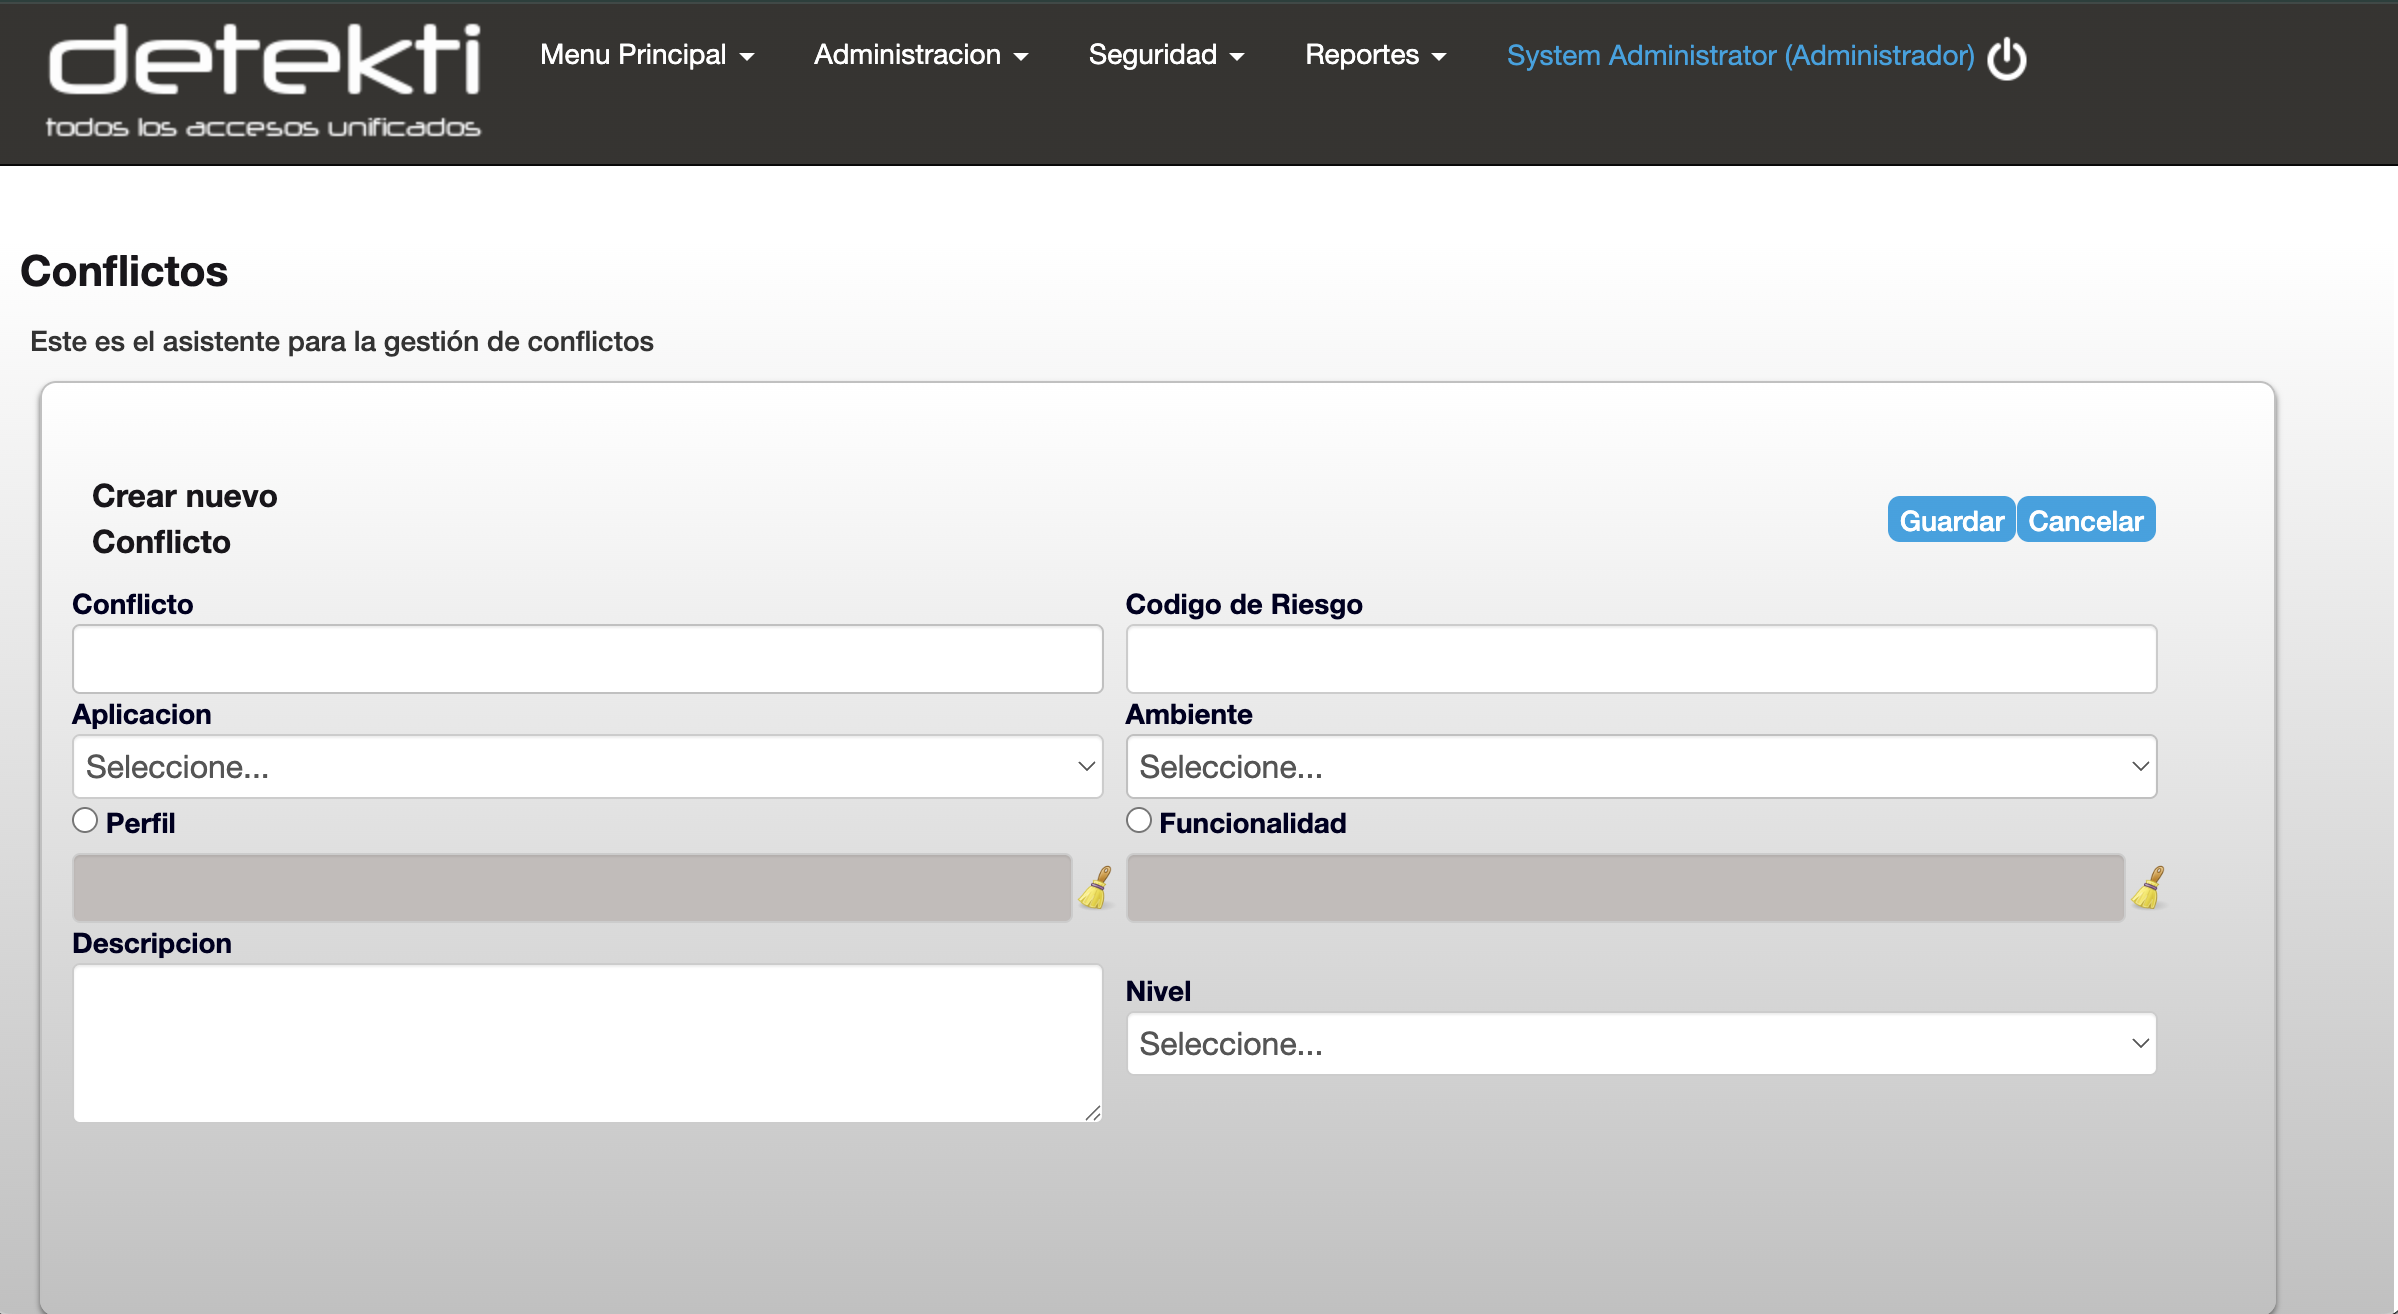 detekti
todos los accesos unificados
Menu Principal
Administracion
Seguridad
Reportes
System Administrator (Administrador)
Conflictos
Este es el asistente para la gestión de conflictos
Crear nuevo
Conflicto
Guardar
Cancelar
Conflicto
Codigo de Riesgo
Aplicacion
Ambiente
Seleccione...
Seleccione...
Perfil
Funcionalidad
Descripcion
Nivel
Seleccione...